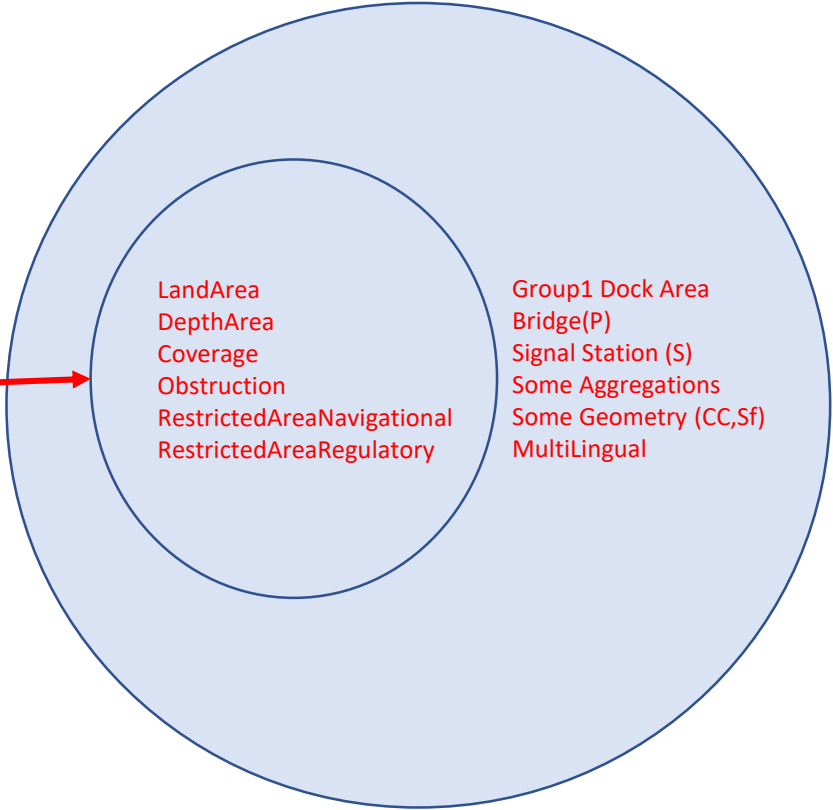 LandArea
DepthArea
Coverage
Obstruction
RestrictedAreaNavigational
RestrictedAreaRegulatory
Group1 Dock Area
Bridge(P)
Signal Station (S)
Some Aggregations
Some Geometry (CC,Sf)
MultiLingual